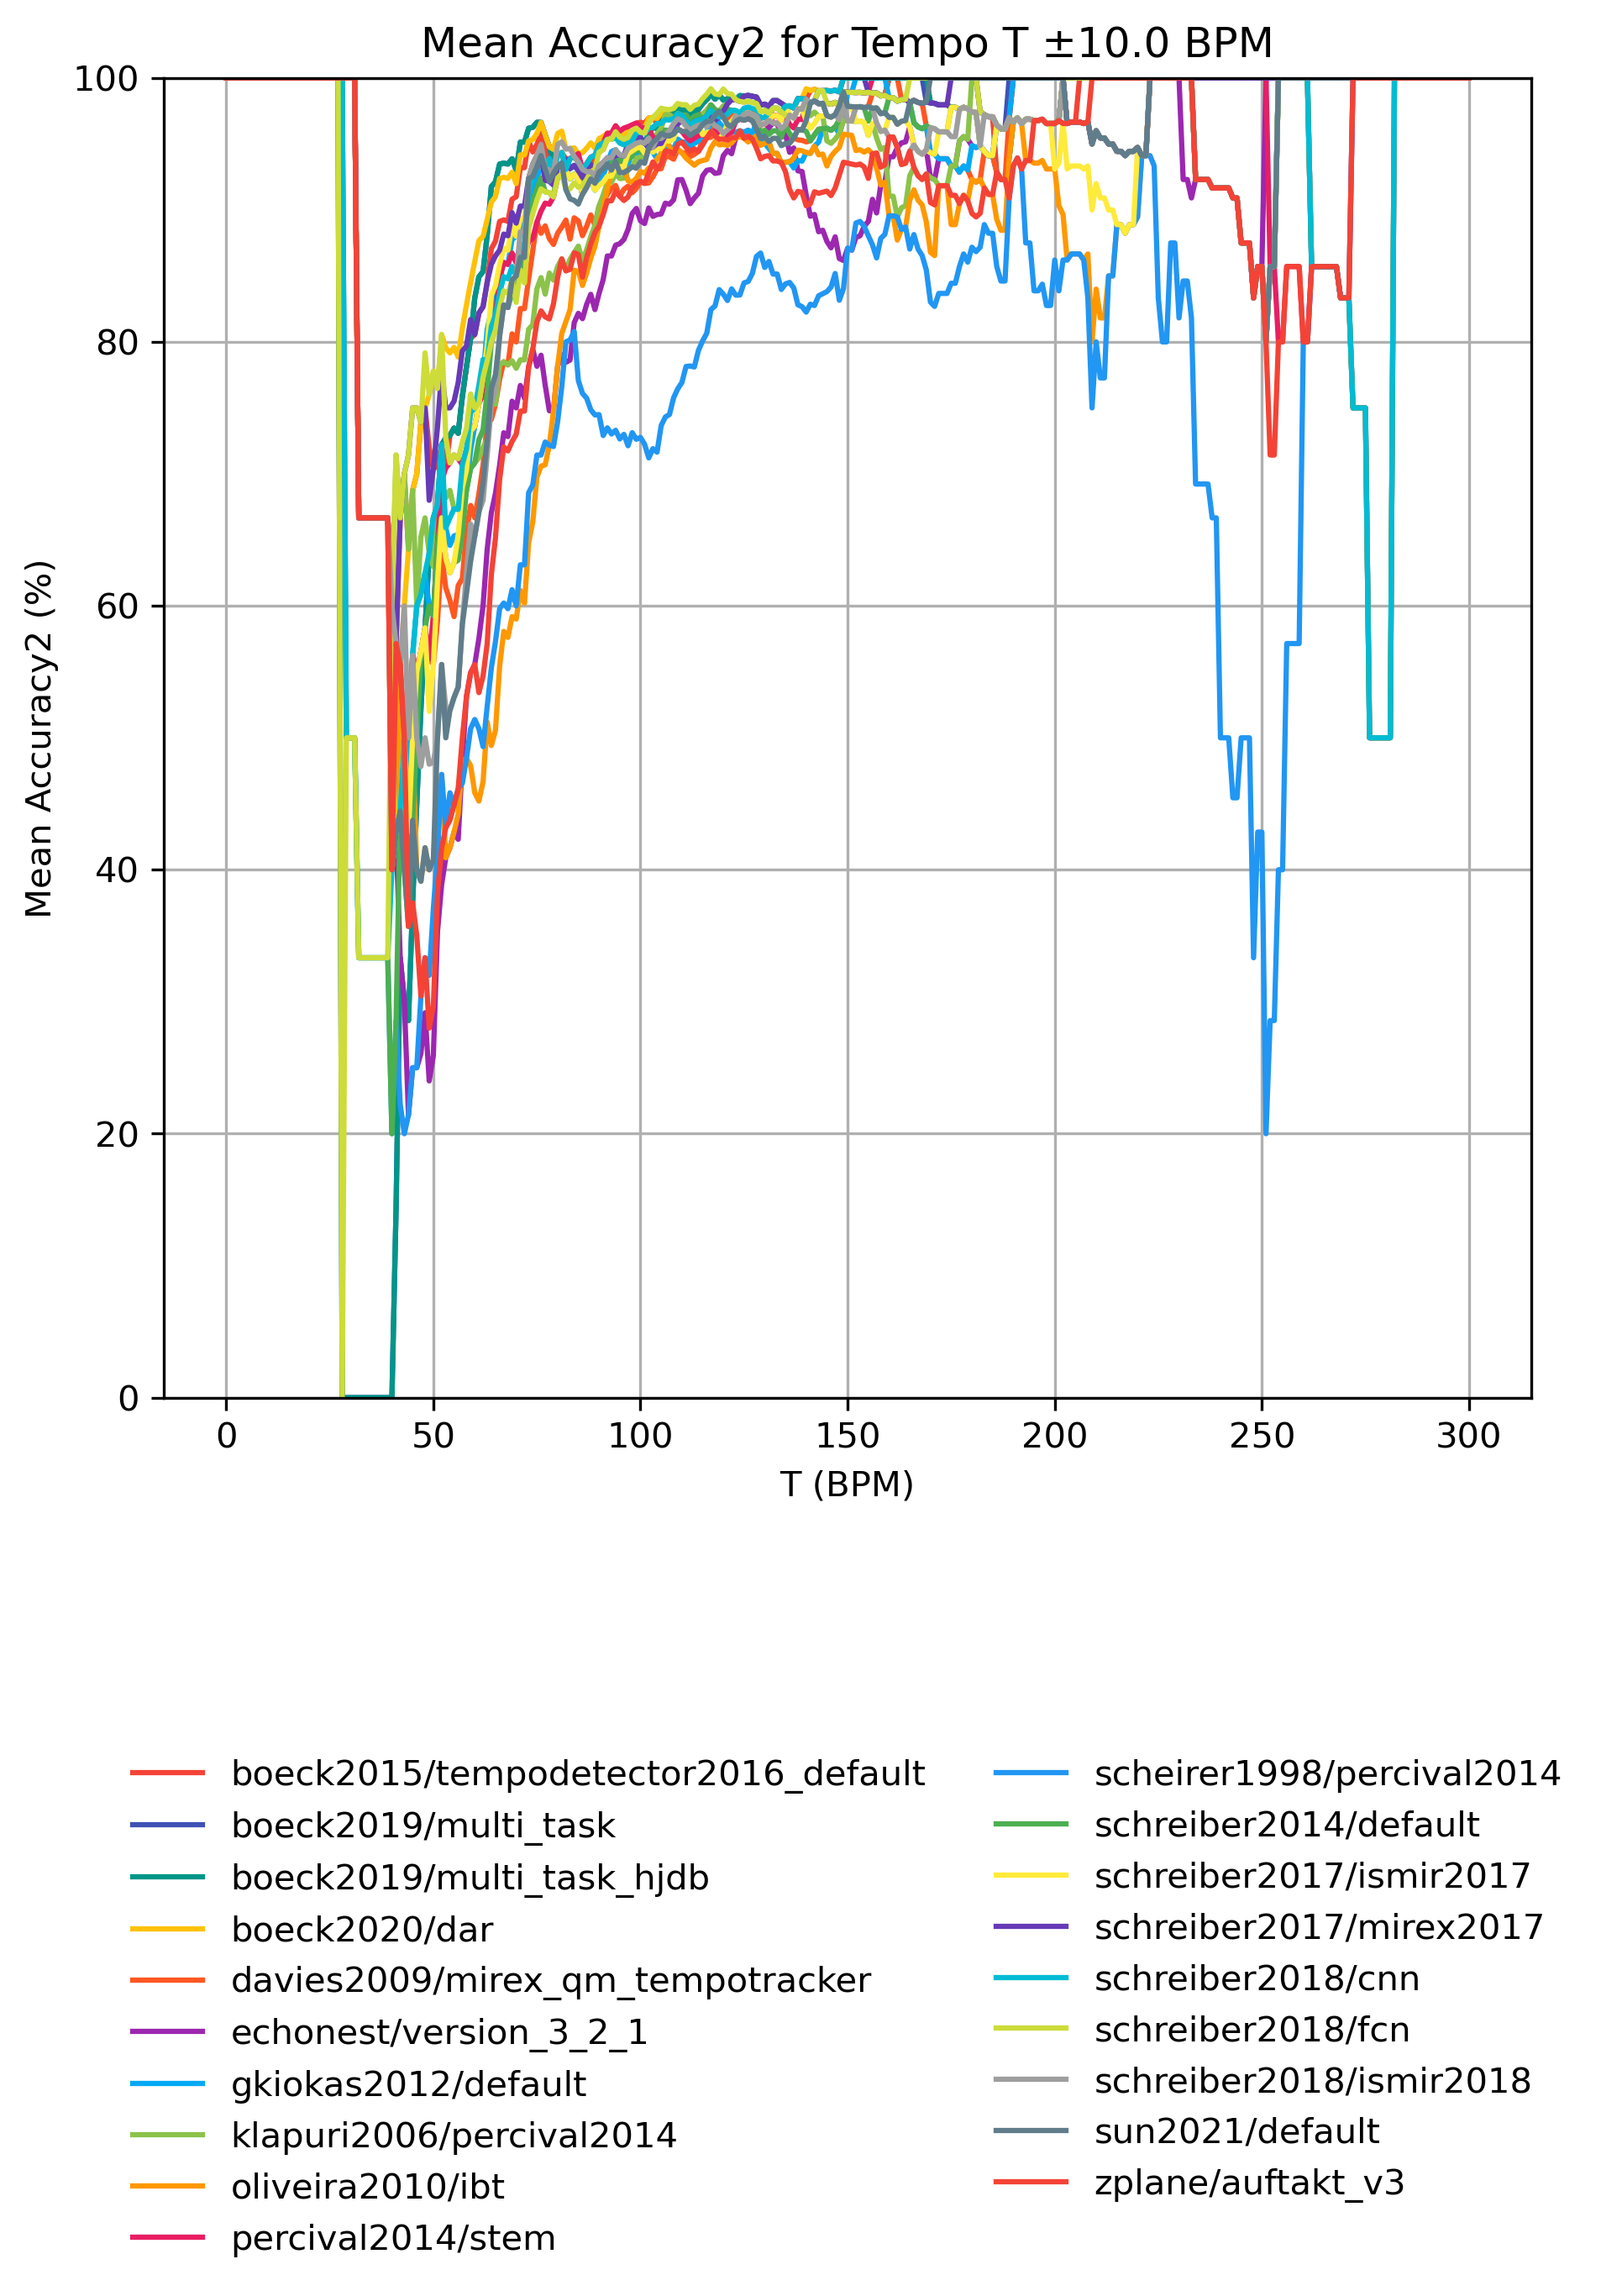 Mean Accuracy2 for Tempo T ±10.0 BPM
100
80
60
40
20
0
Mean Accuracy2 (%)
0 50 100 150 200 250 300
T (BPM)
boeck2015/tempodetector2016_default
boeck2019/multi_task
boeck2019/multi_task_hjdb
boeck2020/dar
davies2009/mirex_qm_tempotracker
echonest/version_3_2_1
gkiokas2012/default
klapuri2006/percival2014
oliveira2010/ibt
percival2014/stem
scheirer1998/percival2014
schreiber2014/default
schreiber2017/ismir2017
schreiber2017/mirex2017
schreiber2018/cnn
schreiber2018/fcn
schreiber2018/ismir2018
sun2021/default
zplane/auftakt_v3